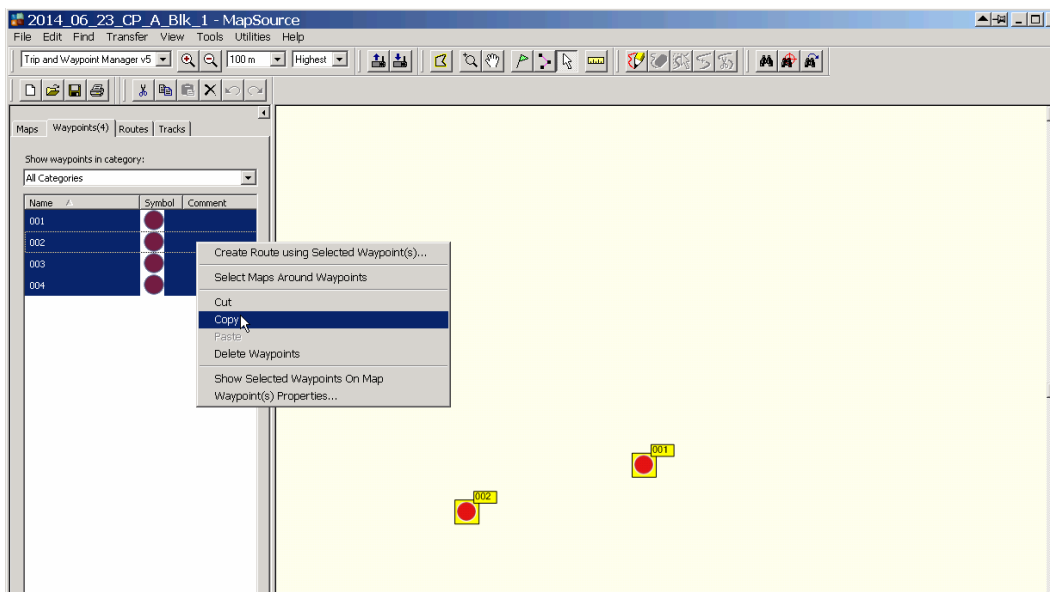 2014_06_23_CP_A_Blk_1 - MapSource
File Edit Find Transfer View Tools Utilities Help
Trip and Waypoint Manager v5 100 m Highest
Maps Waypoints(4) Routes Tracks
Show waypoints in category:
All Categories
Name Symbol Comment
001
002
003
004
Create Route using Selected Waypoint(s)...
Select Maps Around Waypoints
Cut
Copy
Paste
Delete Waypoints
Show Selected Waypoints On Map
Waypoint(s) Properties...
001
002